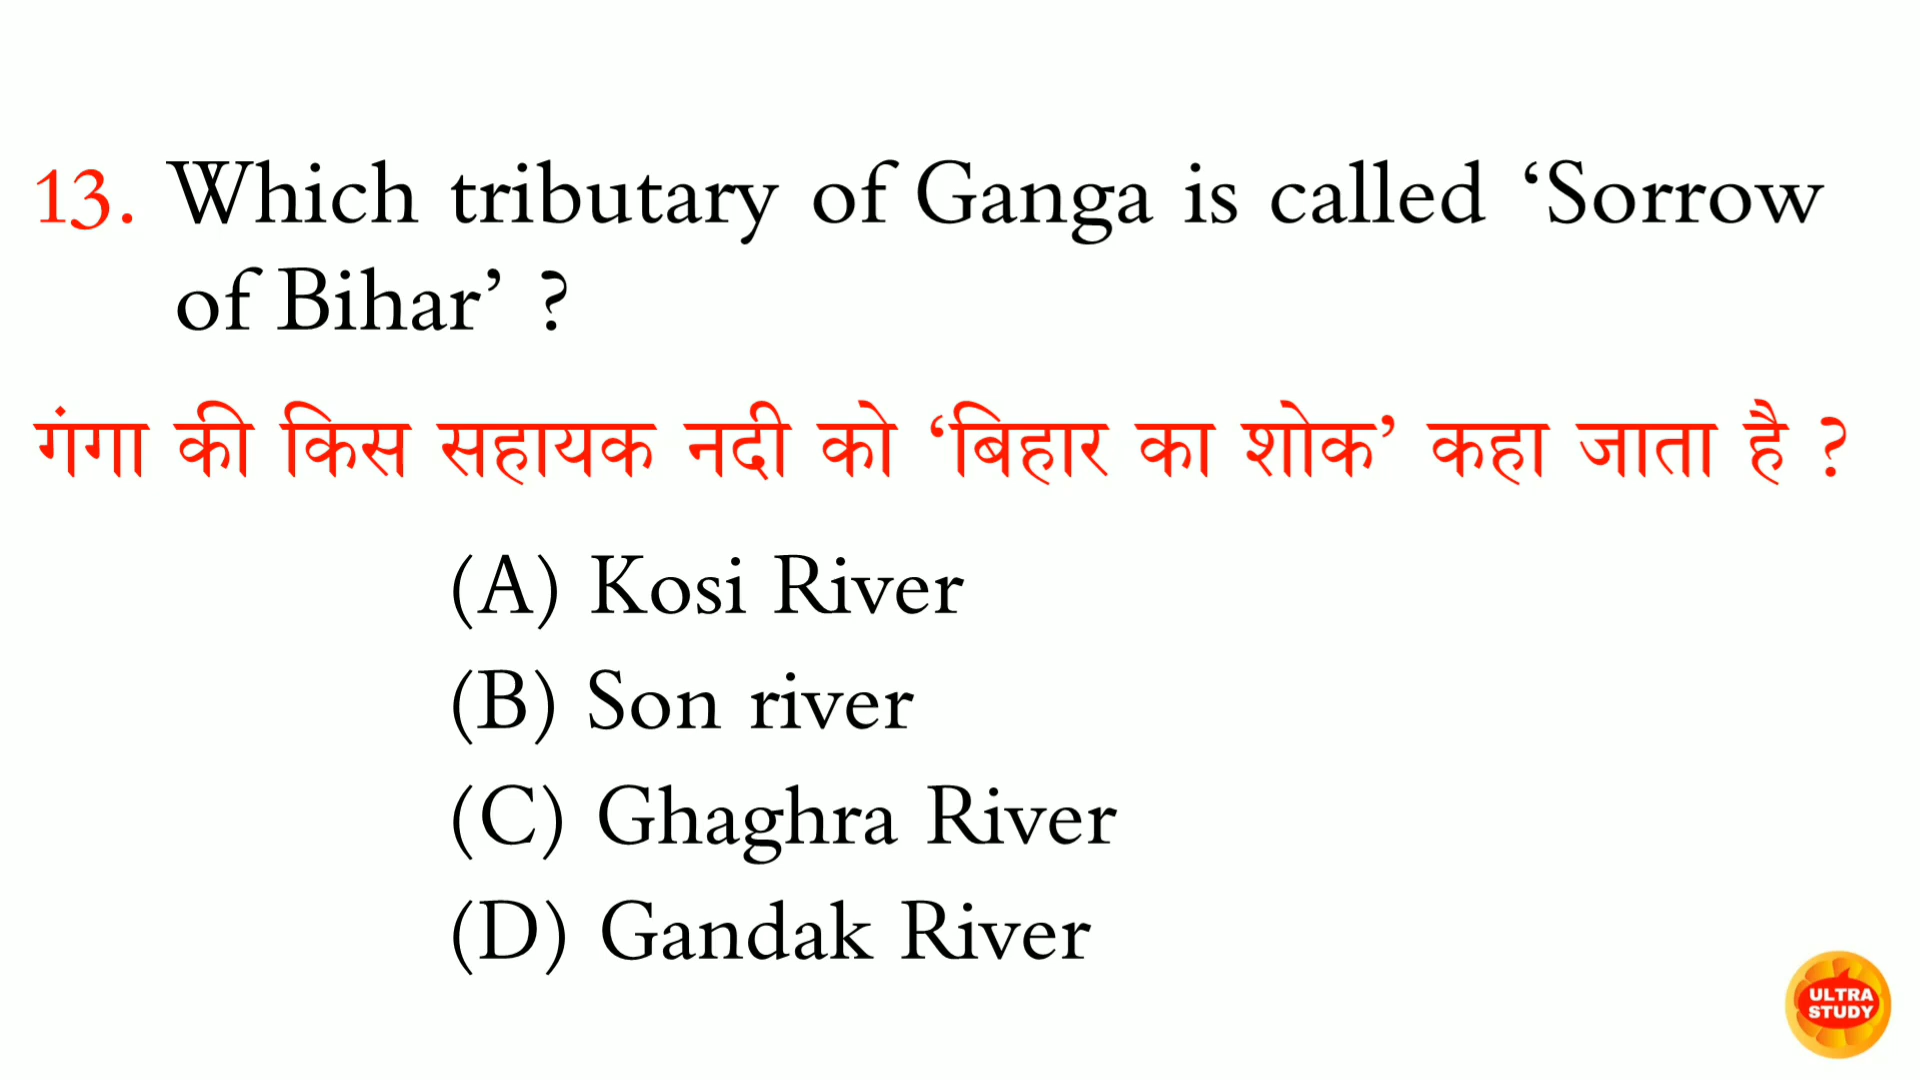 13. Which tributary of Ganga is called ‘Sorrow
of Bihar’ ?
गंगा की किस सहायक नदी को ‘बिहार का शोक’ कहा जाता है ?
(A) Kosi River
(B) Son river
(C) Ghaghra River
(D) Gandak River
ULTRA
STUDY